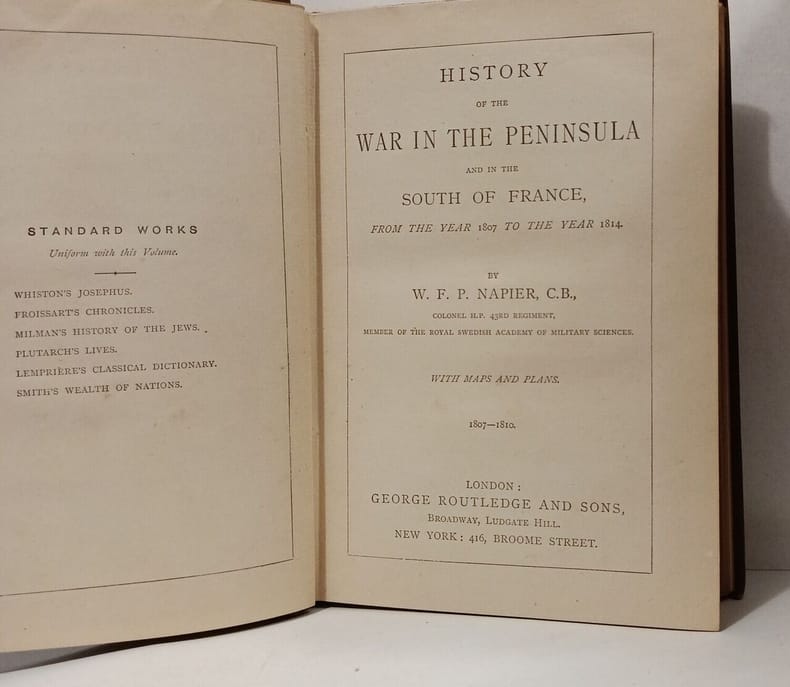 STANDARD WORKS
Uniform with this Volume.
WHISTON'S JOSEPHUS.
FROISSART'S CHRONICLES.
MILMAN'S HISTORY OF THE JEWS.
PLUTARCH'S LIVES.
LEMPRIÈRE'S CLASSICAL DICTIONARY.
SMITH'S WEALTH OF NATIONS.
HISTORY
OF THE
WAR IN THE PENINSULA
AND IN THE
SOUTH OF FRANCE,
FROM THE YEAR 1807 TO THE YEAR 1814.
BY
W. F. P. NAPIER, C.B.,
COLONEL H.P. 43RD REGIMENT,
MEMBER OF THE ROYAL SWEDISH ACADEMY OF MILITARY SCIENCES.
WITH MAPS AND PLANS.
1807—1810.
LONDON:
GEORGE ROUTLEDGE AND SONS,
BROADWAY, LUDGATE HILL.
NEW YORK: 416, BROOME STREET.